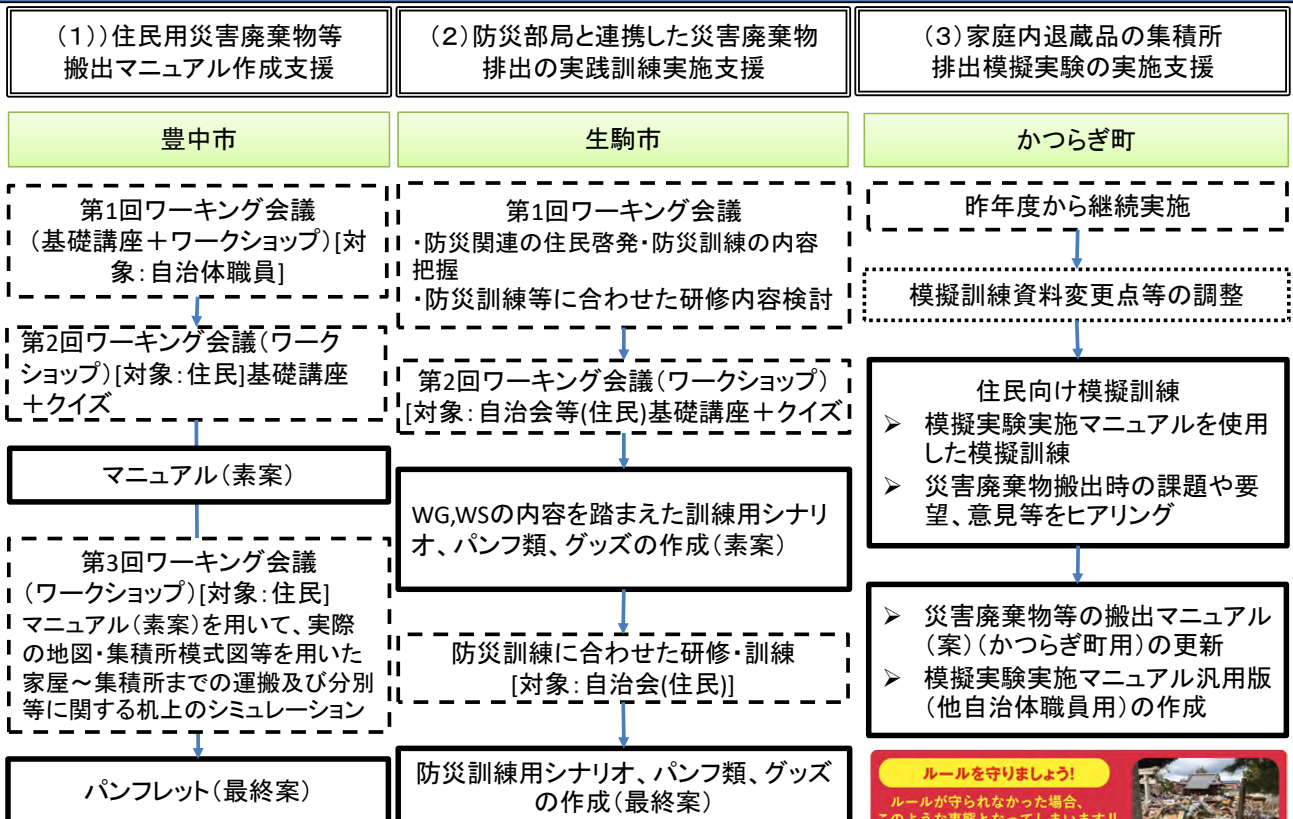 (1))住民用災害廃棄物等
搬出マニュアル作成支援
豊中市
第1回ワーキング会議
(基礎講座+ワークショップ)[対
象:自治体職員]
第2回ワーキング会議(ワーク
ショップ)[対象:住民]基礎講座
+クイズ
マニュアル(素案)
第3回ワーキング会議
(ワークショップ)[対象:住民]
マニュアル(素案)を用いて、実際
の地図・集積所模式図等を用いた
家屋~集積所までの運搬及び分別
等に関する机上のシミュレーション
パンフレット(最終案)
(2)防災部局と連携した災害廃棄物
排出の実践訓練実施支援
生駒市
第1回ワーキング会議
・防災関連の住民啓発・防災訓練の内容
把握
・防災訓練等に合わせた研修内容検討
第2回ワーキング会議(ワークショップ)
[対象:自治会等(住民)基礎講座+クイズ
WG,WSの内容を踏まえた訓練用シナリ
オ、パンフ類、グッズの作成(素案)
防災訓練に合わせた研修・訓練
[対象:自治会(住民)]
防災訓練用シナリオ、パンフ類、グッズ
の作成(最終案)
(3)家庭内退蔵品の集積所
排出模擬実験の実施支援
かつらぎ町
昨年度から継続実施
模擬訓練資料変更点等の調整
住民向け模擬訓練
➢ 模擬実験実施マニュアルを使用
した模擬訓練
➢ 災害廃棄物搬出時の課題や要
望、意見等をヒアリング
➢ 災害廃棄物等の搬出マニュアル
(案)(かつらぎ町用)の更新
➢ 模擬実験実施マニュアル汎用版
(他自治体職員用)の作成
ルールを守りましょう!
ルールが守られなかった場合、
このような事態となってしまいます!!